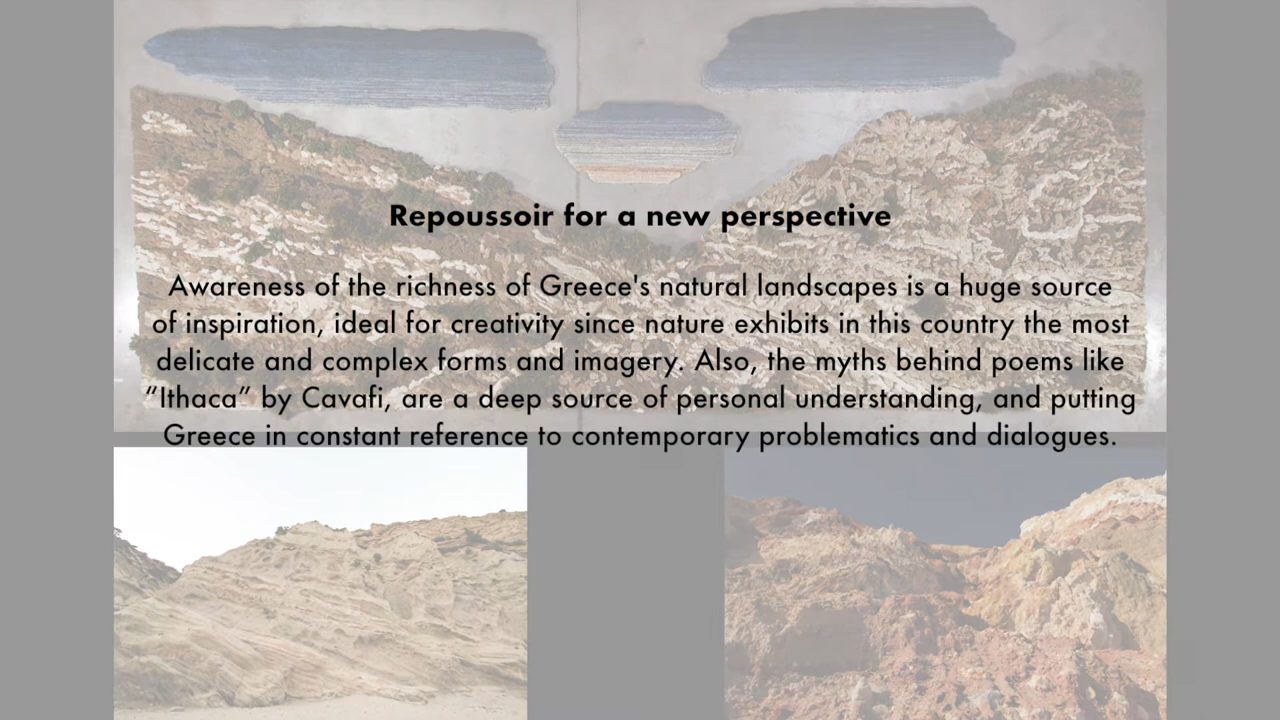 Repoussoir for a new perspective
Awareness of the richness of Greece's natural landscapes is a huge source
of inspiration, ideal for creativity since nature exhibits in this country the most
delicate and complex forms and imagery. Also, the myths behind poems like
“Ithaca” by Cavafi, are a deep source of personal understanding, and putting
Greece in constant reference to contemporary problematics and dialogues.